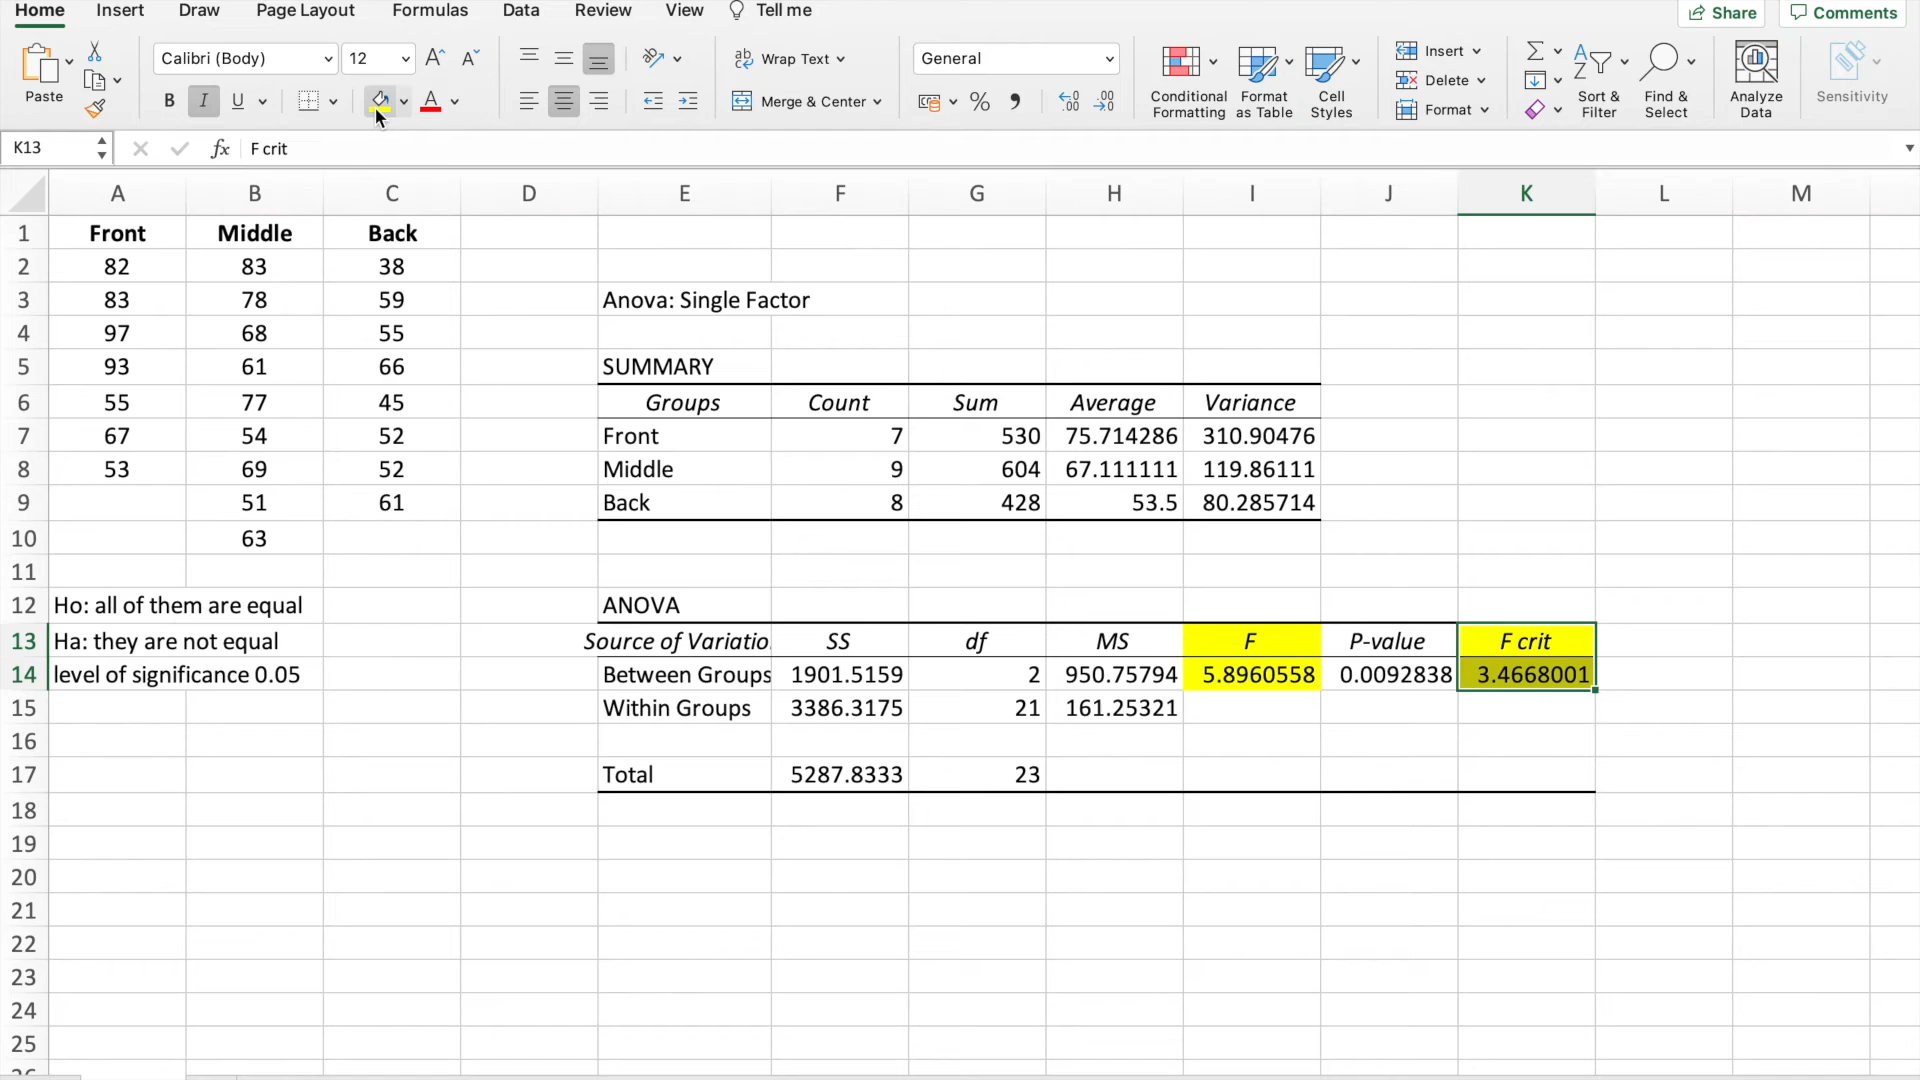 Home Insert Draw Page Layout Formulas Data Review View Tell me Share Comments
Paste Calibri (Body) 12 Wrap Text General Conditional Formatting Format as Table Cell Styles Insert Sort & Filter Find & Select Analyze Data Sensitivity
Delete
B I U A Merge & Center % Format
K13 fx F crit
A B C D E F G H I J K L M
1 Front Middle Back
2 82 83 38
3 83 78 59 Anova: Single Factor
4 97 68 55
5 93 61 66 SUMMARY
6 55 77 45 Groups Count Sum Average Variance
7 67 54 52 Front 7 530 75.714286 310.90476
8 53 69 52 Middle 9 604 67.111111 119.86111
9 51 61 Back 8 428 53.5 80.285714
10 63
11
12 Ho: all of them are equal ANOVA
13 Ha: they are not equal Source of Variatio SS df MS F P-value F crit
14 level of significance 0.05 Between Groups 1901.5159 2 950.75794 5.8960558 0.0092838 3.4668001
15 Within Groups 3386.3175 21 161.25321
16
17 Total 5287.8333 23
18
19
20
21
22
23
24
25